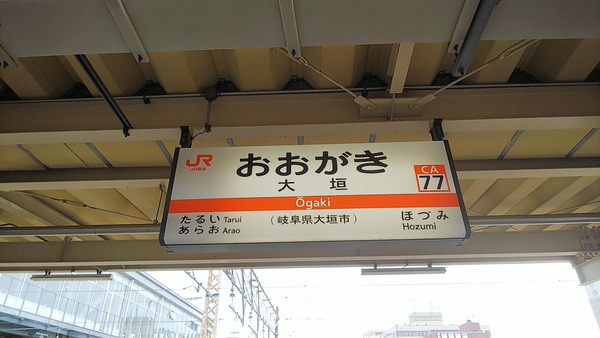 JR
JR東海
おおがき
大垣
CA
77
Ōgaki
たるい Tarui
あらお Arao
（岐阜県大垣市）
ほづみ
Hozumi